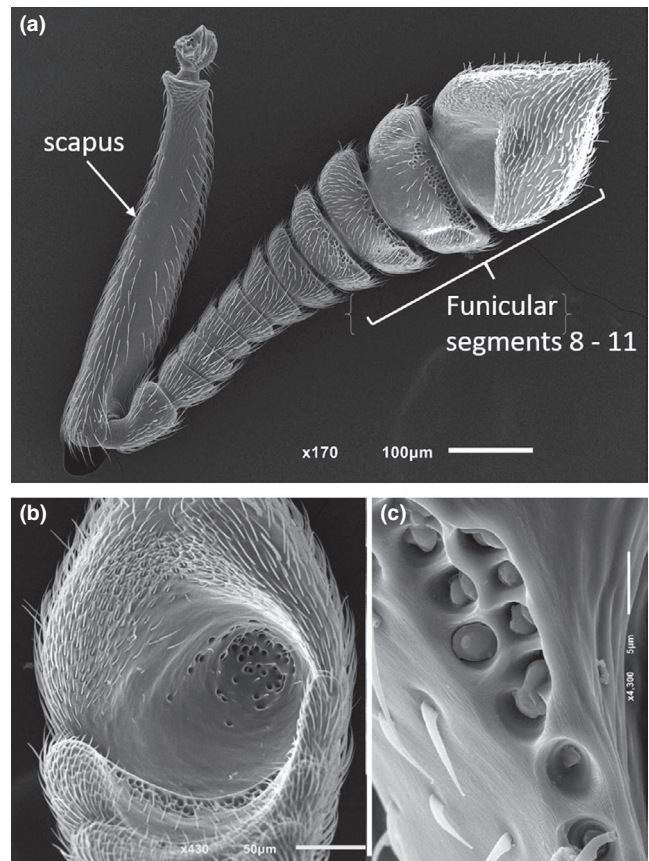 (a)
scapus
Funicular
segments 8 - 11
x170 100μm
(b)
x430 50μm
(c)
x4,300 5μm